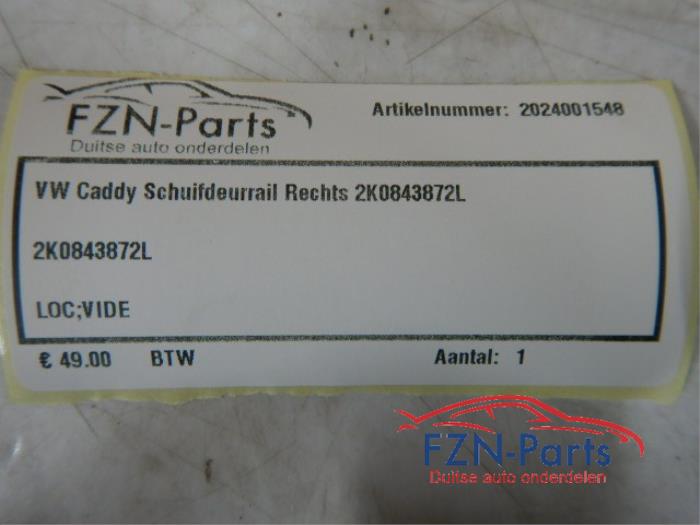 FZN-Parts
Duitse auto onderdelen
Artikelnummer: 2024001548
VW Caddy Schuifdeurrail Rechts 2K0843872L
2K0843872L
LOC;VIDE
€ 49.00 BTW Aantal: 1
FZN-Parts
Duitse auto onderdelen